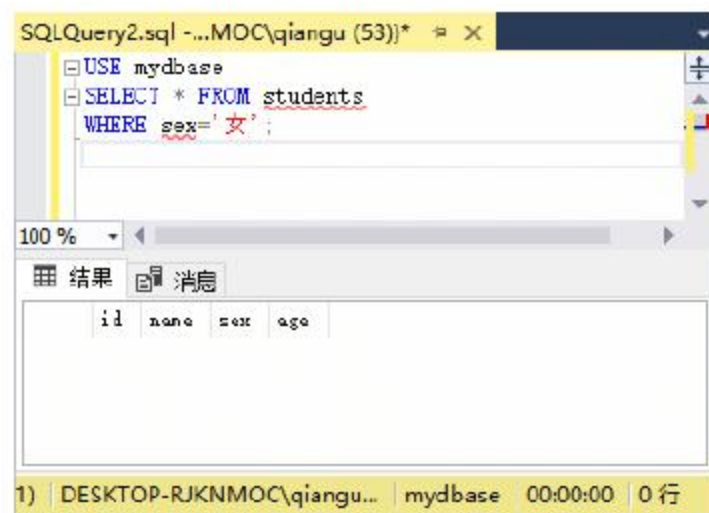 SQLQuery2.sql -...MOC\qiangu (53))*
USE mydbase
SELECT * FROM students
WHERE sex='女';
100 %
结果 消息
id name sex age
1) DESKTOP-RJKNMOC\qiangu... mydbase 00:00:00 0 行